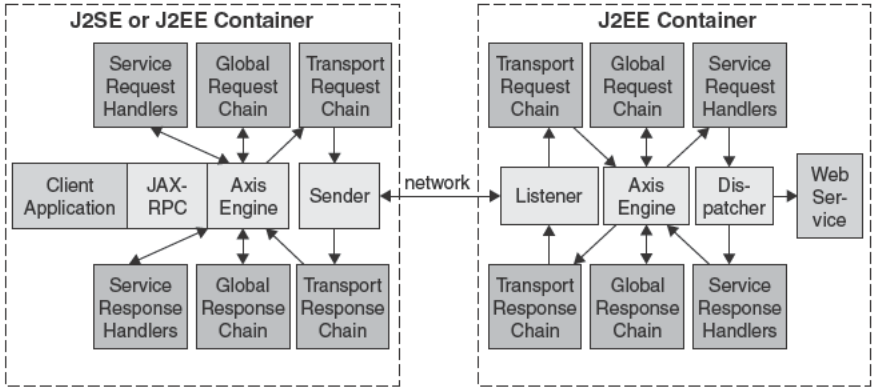 J2SE or J2EE Container
Service
Request
Handlers
Global
Request
Chain
Transport
Request
Chain
Client
Application
JAX-
RPC
Axis
Engine
Sender
Service
Response
Handlers
Global
Response
Chain
Transport
Response
Chain
network
J2EE Container
Transport
Request
Chain
Global
Request
Chain
Service
Request
Handlers
Listener
Axis
Engine
Dis-
patcher
Web
Ser-
vice
Transport
Response
Chain
Global
Response
Chain
Service
Response
Handlers